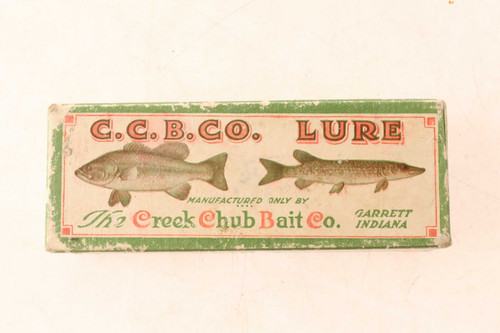 C.C.B.CO. LURE
MANUFACTURED ONLY BY
The Creek Chub Bait Co.
GARRETT
INDIANA